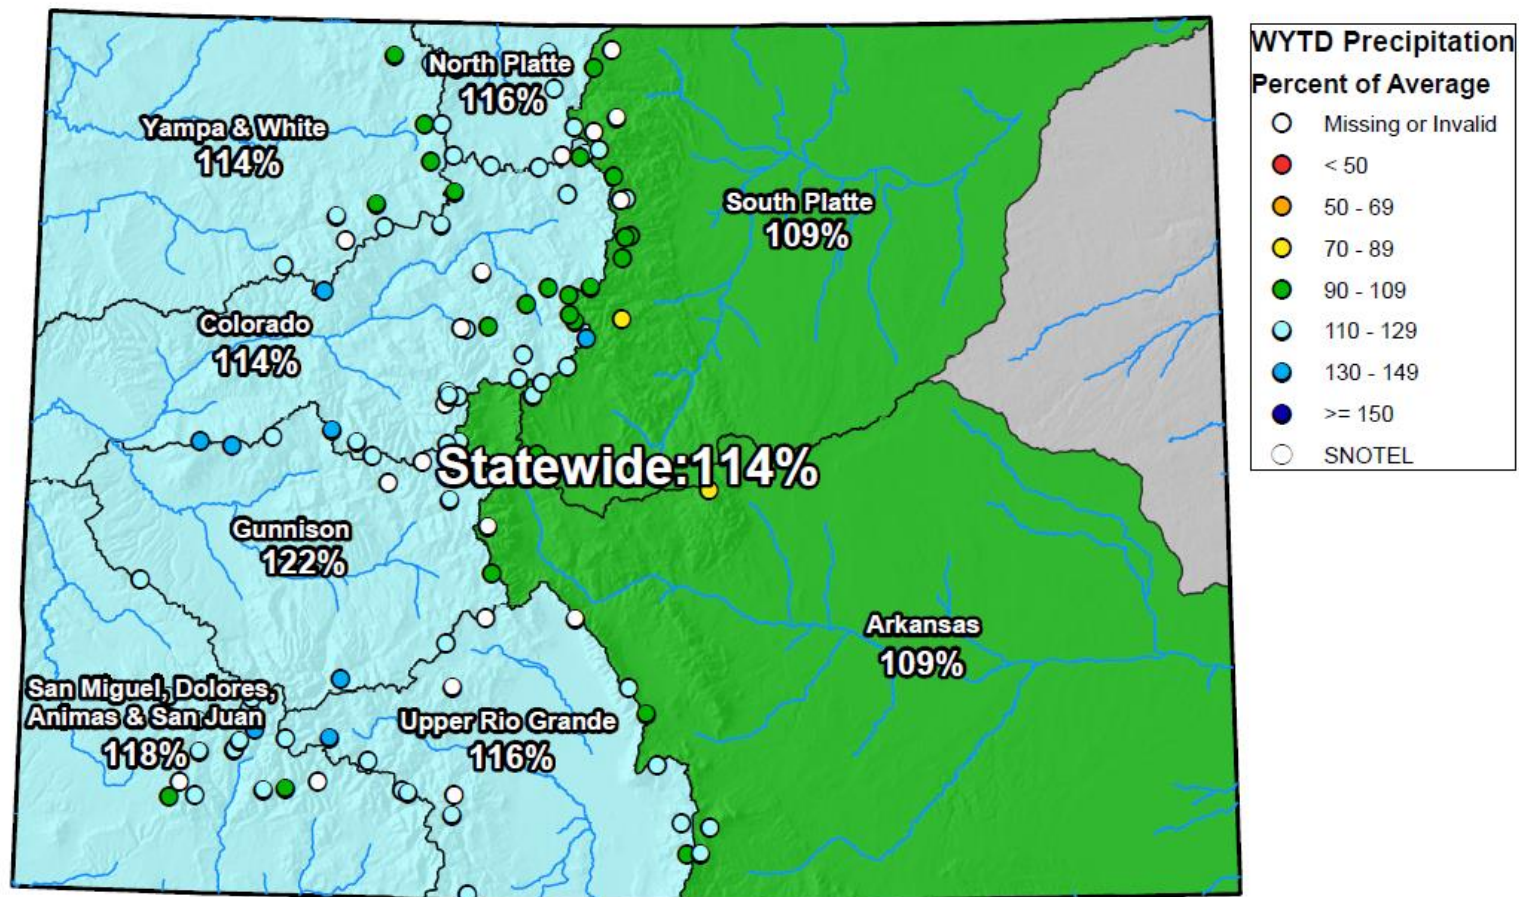 North Platte
116%
Yampa & White
114%
South Platte
109%
Colorado
114%
Statewide:114%
Gunnison
122%
Arkansas
109%
San Miguel, Dolores,
Animas & San Juan
118%
Upper Rio Grande
116%
WYTD Precipitation
Percent of Average
Missing or Invalid
< 50
50 - 69
70 - 89
90 - 109
110 - 129
130 - 149
>= 150
SNOTEL